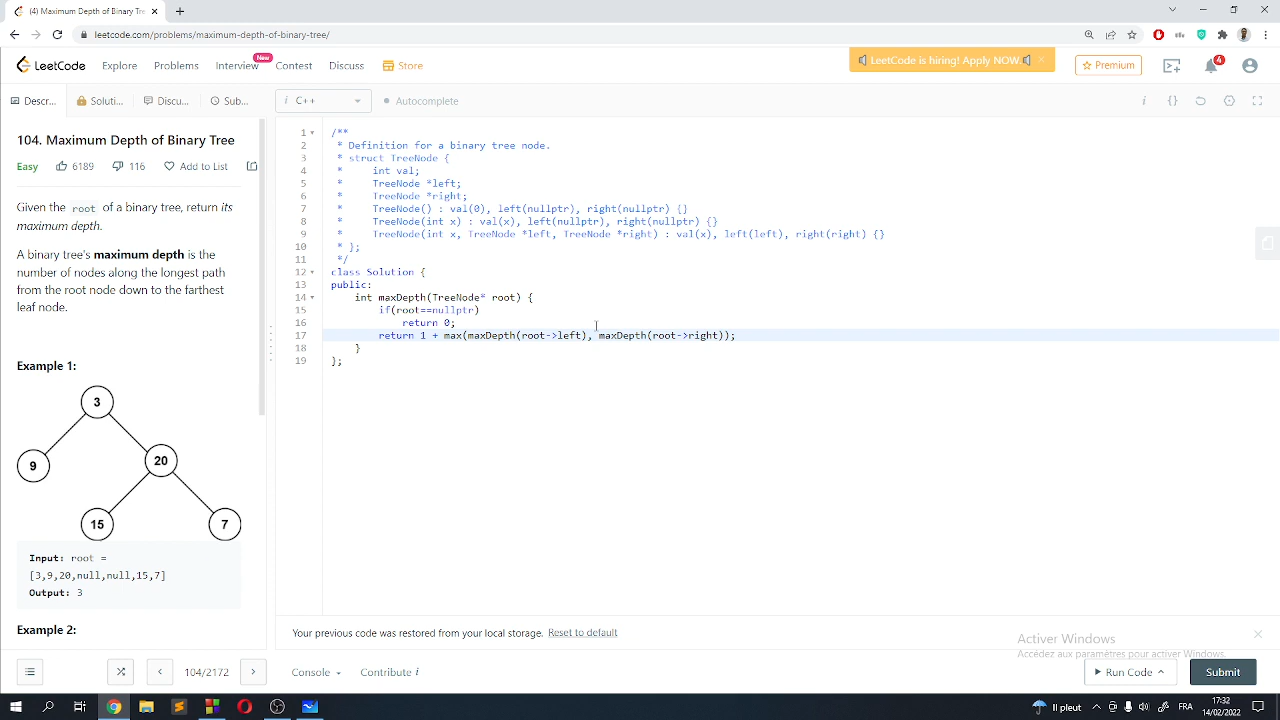 (4) Maximum Depth of Binary Tre
leetcode.com/problems/maximum-depth-of-binary-tree/
LeetCode
Explore
Problems
Interview
New
Contest
Discuss
Store
LeetCode is hiring! Apply NOW.
Premium
4
Descr...
Soluti...
Discu...
Sub...
i C++
Autocomplete
i
{}
104. Maximum Depth of Binary Tree
Easy
6189
116
Add to List
Given the root of a binary tree, return its
maximum depth.
A binary tree's maximum depth is the
number of nodes along the longest path
from the root node down to the farthest
leaf node.
Example 1:
3
9
20
15
7
Input: root =
[3,9,20,null,null,15,7]
Output: 3
Example 2:
1 /**
2 * Definition for a binary tree node.
3 * struct TreeNode {
4 *     int val;
5 *     TreeNode *left;
6 *     TreeNode *right;
7 *     TreeNode() : val(0), left(nullptr), right(nullptr) {}
8 *     TreeNode(int x) : val(x), left(nullptr), right(nullptr) {}
9 *     TreeNode(int x, TreeNode *left, TreeNode *right) : val(x), left(left), right(right) {}
10 * };
11 */
12 class Solution {
13 public:
14     int maxDepth(TreeNode* root) {
15         if(root==nullptr)
16             return 0;
17         return 1 + max(maxDepth(root->left), maxDepth(root->right));
18     }
19 };
Your previous code was restored from your local storage. Reset to default
Activer Windows
Accédez aux paramètres pour activer Windows.
104/2172
Console
Contribute i
Run Code
Submit
Il pleut
FRA
17:32
14/02/2022